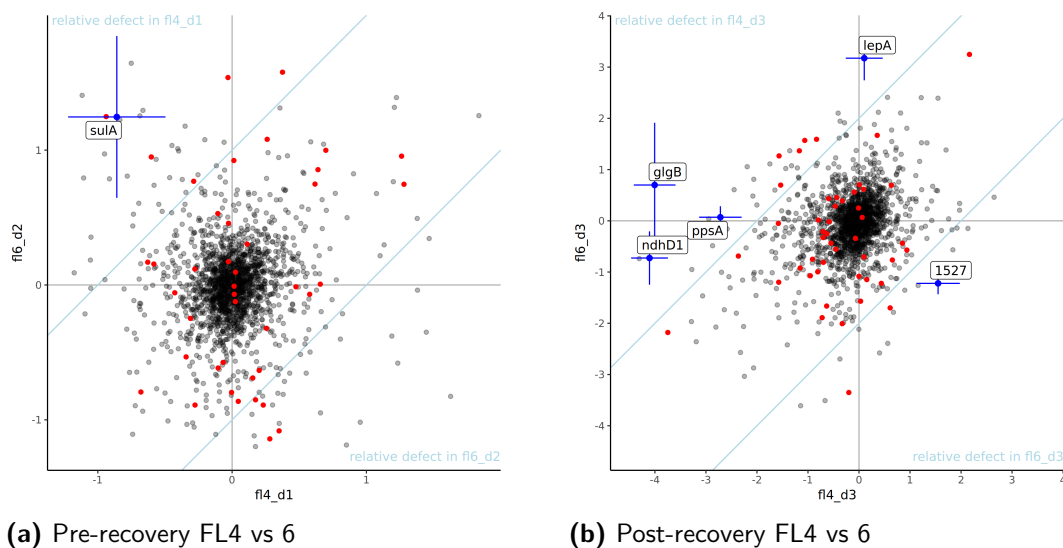 relative defect in fl4_d1
sulA
1
0
-1
fl6_d2
relative defect in fl6_d2
-1
0
1
fl4_d1
(a) Pre-recovery FL4 vs 6
relative defect in fl4_d3
lepA
glgB
ppsA
ndhD1
1527
4
3
2
1
0
-1
-2
-3
-4
fl6_d3
relative defect in fl6_d3
-4
-3
-2
-1
0
1
2
3
4
fl4_d3
(b) Post-recovery FL4 vs 6